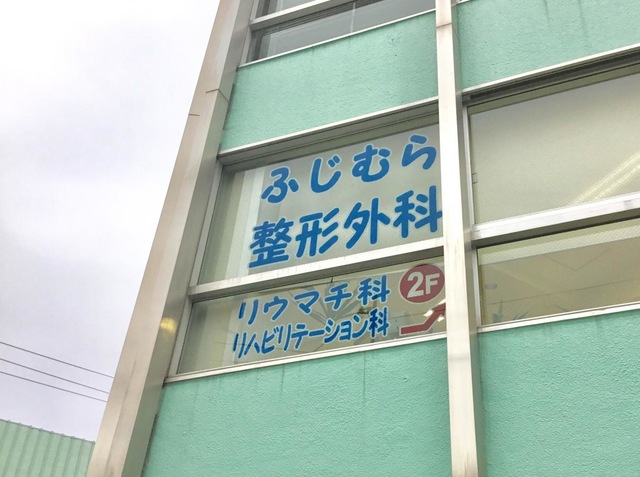 ふじむら
整形外科
リウマチ科
リハビリテーション科
2F